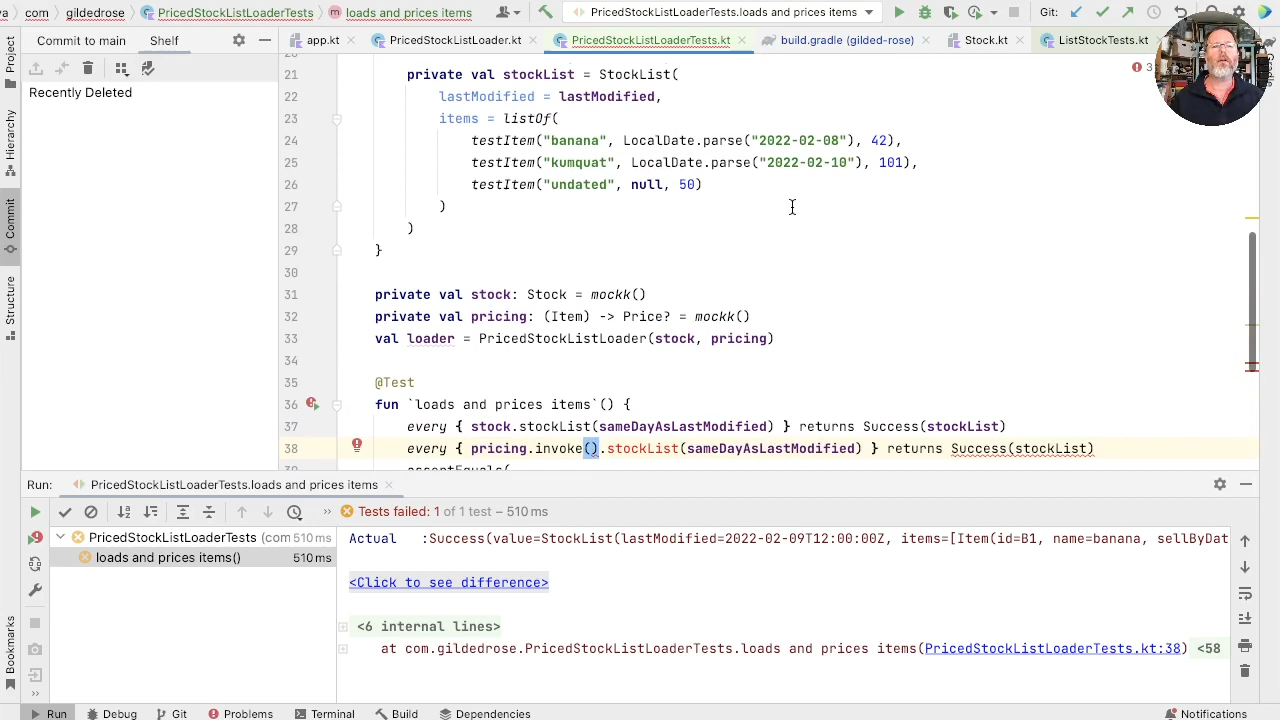 com gildedrose PricedStockListLoaderTests loads and prices items PricedStockListLoaderTests.loads and prices items Git:
Commit to main Shelf app.kt PricedStockListLoader.kt PricedStockListLoaderTests.kt build.gradle (gilded-rose) Stock.kt ListStockTests.kt
Project
Hierarchy
Commit
Structure
Bookmarks
Recently Deleted
21 private val stockList = StockList(
22 lastModified = lastModified,
23 items = listOf(
24 testItem("banana", LocalDate.parse("2022-02-08"), 42),
25 testItem("kumquat", LocalDate.parse("2022-02-10"), 101),
26 testItem("undated", null, 50)
27 )
28 )
29 }
30
31 private val stock: Stock = mockk()
32 private val pricing: (Item) -> Price? = mockk()
33 val loader = PricedStockListLoader(stock, pricing)
34
35 @Test
36 fun `loads and prices items`() {
37 every { stock.stockList(sameDayAsLastModified) } returns Success(stockList)
38 every { pricing.invoke().stockList(sameDayAsLastModified) } returns Success(stockList)
Run: PricedStockListLoaderTests.loads and prices items
Tests failed: 1 of 1 test – 510 ms
PricedStockListLoaderTests (com 510 ms
loads and prices items() 510 ms
Actual :Success(value=StockList(lastModified=2022-02-09T12:00:00Z, items=[Item(id=B1, name=banana, sellByDat
<Click to see difference>
<6 internal lines>
at com.gildedrose.PricedStockListLoaderTests.loads and prices items(PricedStockListLoaderTests.kt:38) <58
Run Debug Git Problems Terminal Build Dependencies Notifications